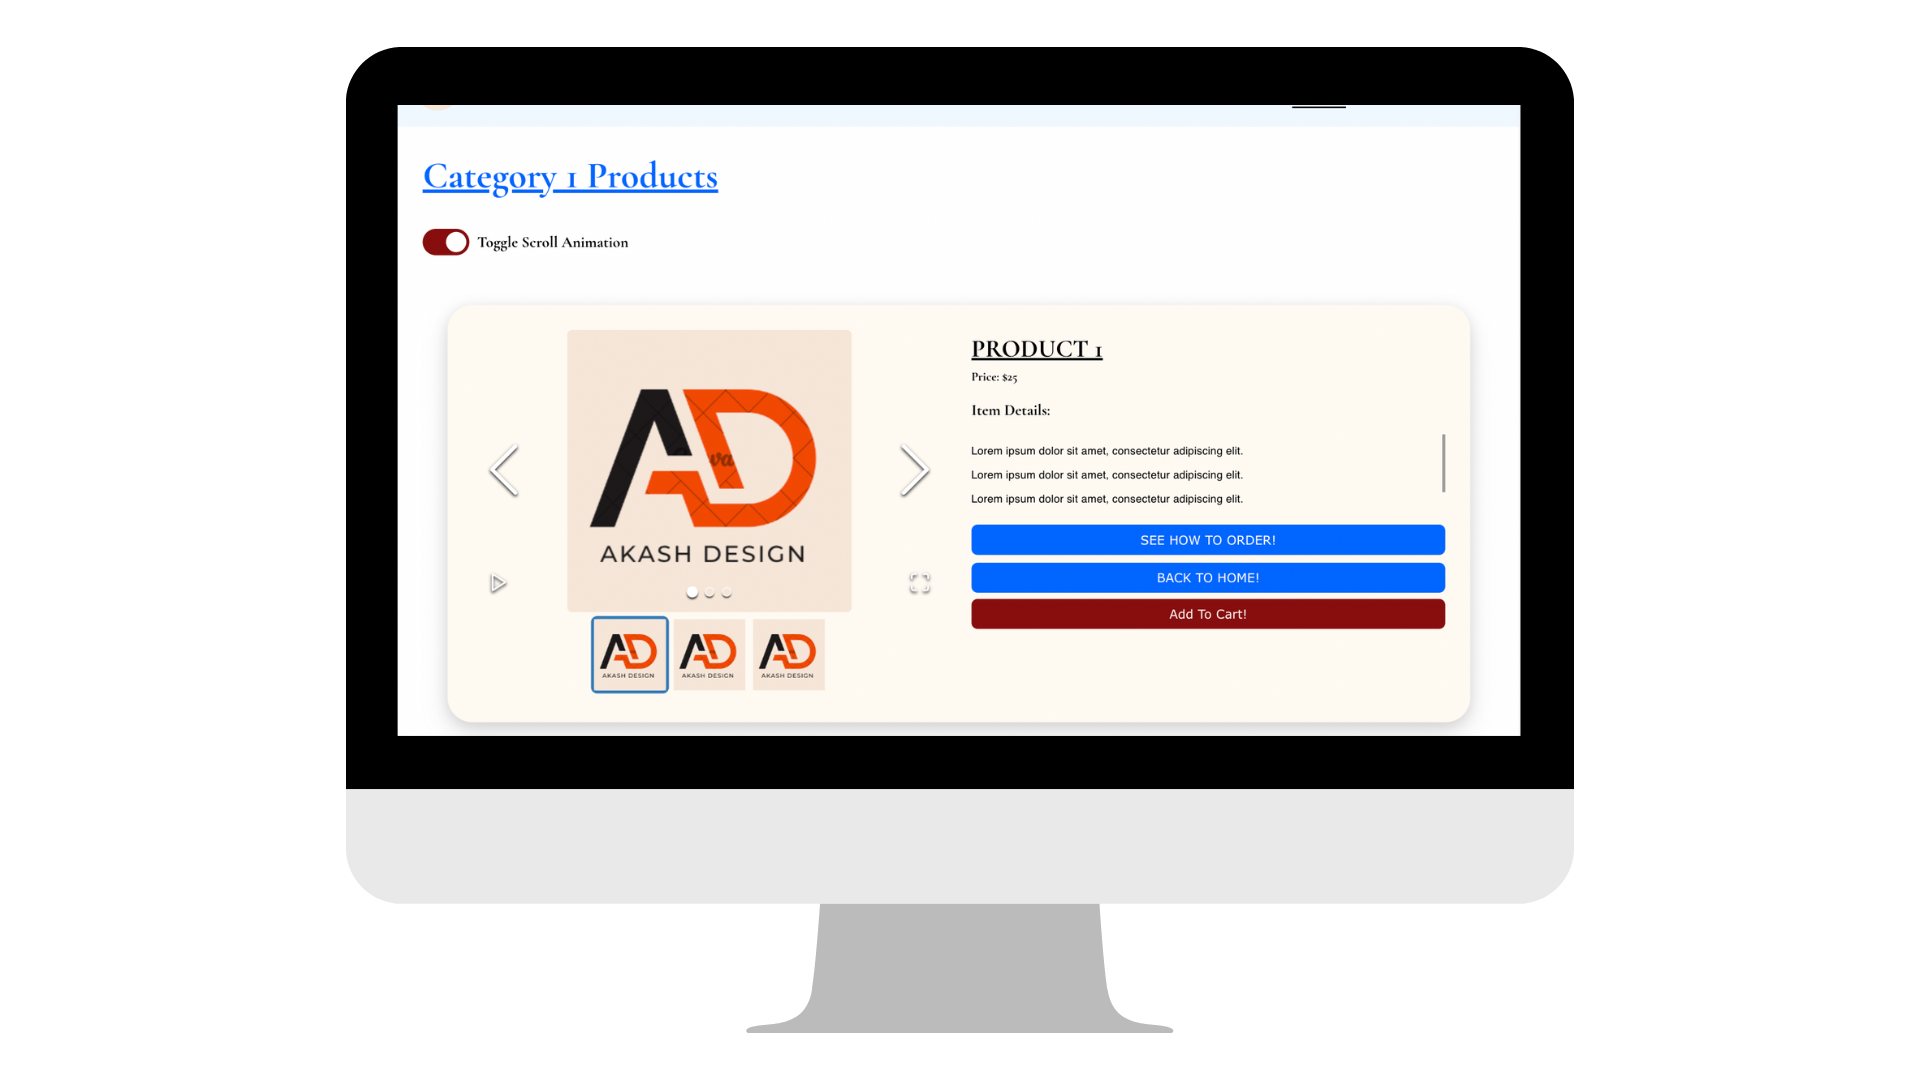 Category 1 Products
Toggle Scroll Animation
AD
AKASH DESIGN
AD
AKASH DESIGN
AD
AKASH DESIGN
AD
AKASH DESIGN
PRODUCT 1
Price: $25
Item Details:
Lorem ipsum dolor sit amet, consectetur adipiscing elit.
Lorem ipsum dolor sit amet, consectetur adipiscing elit.
Lorem ipsum dolor sit amet, consectetur adipiscing elit.
SEE HOW TO ORDER!
BACK TO HOME!
Add To Cart!